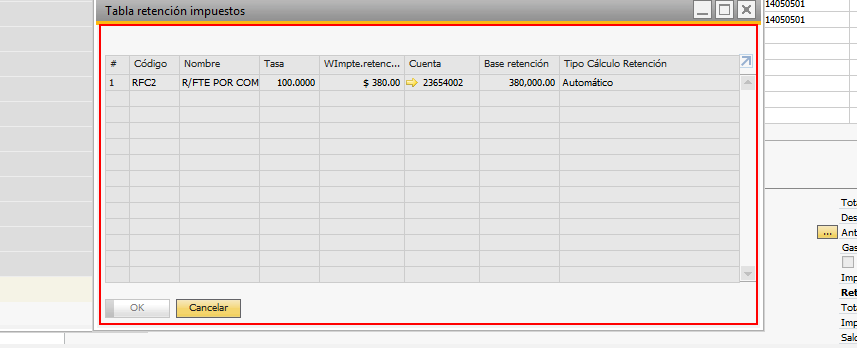 14050501
Tabla retención impuestos
14050501
# Código Nombre Tasa WImpte.retenc... Cuenta Base retención Tipo Cálculo Retención
1 RFC2 R/FTE POR COM 100.0000 $ 380.00 23654002 380,000.00 Automático
Tot
Des
... Ant
Gas
Imp
OK Cancelar
Ret
Tota
Imp
Salo